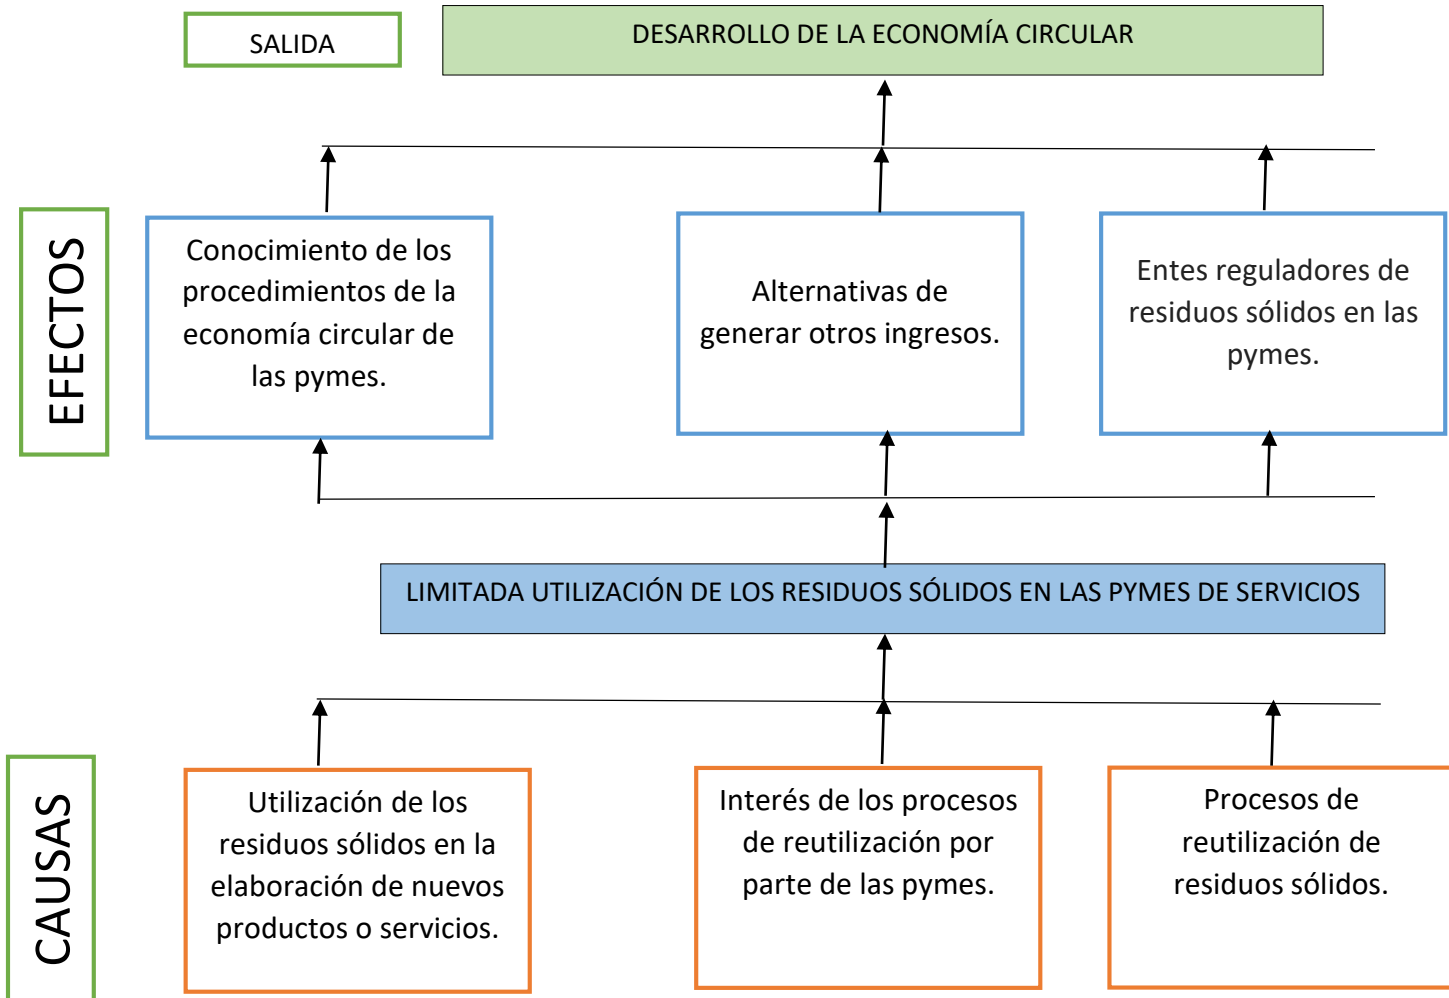 SALIDA
DESARROLLO DE LA ECONOMÍA CIRCULAR
EFECTOS
Conocimiento de los
procedimientos de la
economía circular de
las pymes.
Alternativas de
generar otros ingresos.
Entes reguladores de
residuos sólidos en las
pymes.
LIMITADA UTILIZACIÓN DE LOS RESIDUOS SÓLIDOS EN LAS PYMES DE SERVICIOS
CAUSAS
Utilización de los
residuos sólidos en la
elaboración de nuevos
productos o servicios.
Interés de los procesos
de reutilización por
parte de las pymes.
Procesos de
reutilización de
residuos sólidos.